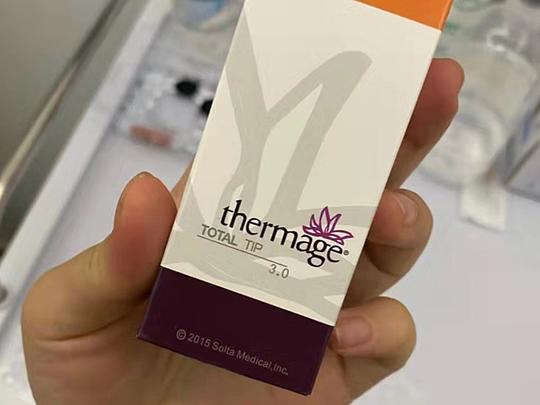 thermage®
TOTAL TIP
3.0
© 2015 Solta Medical,Inc.